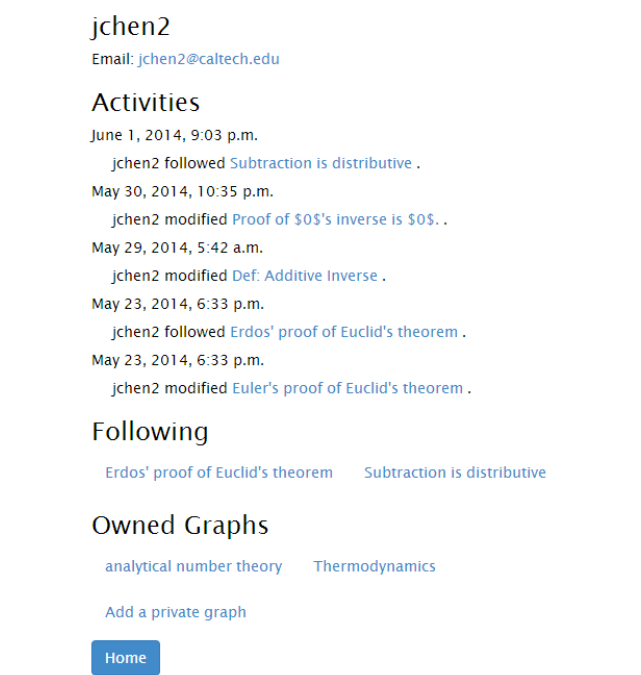 jchen2
Email: jchen2@caltech.edu
Activities
June 1, 2014, 9:03 p.m.
jchen2 followed Subtraction is distributive .
May 30, 2014, 10:35 p.m.
jchen2 modified Proof of $0$'s inverse is $0$. .
May 29, 2014, 5:42 a.m.
jchen2 modified Def: Additive Inverse .
May 23, 2014, 6:33 p.m.
jchen2 followed Erdos' proof of Euclid's theorem .
May 23, 2014, 6:33 p.m.
jchen2 modified Euler's proof of Euclid's theorem .
Following
Erdos' proof of Euclid's theorem Subtraction is distributive
Owned Graphs
analytical number theory Thermodynamics
Add a private graph
Home